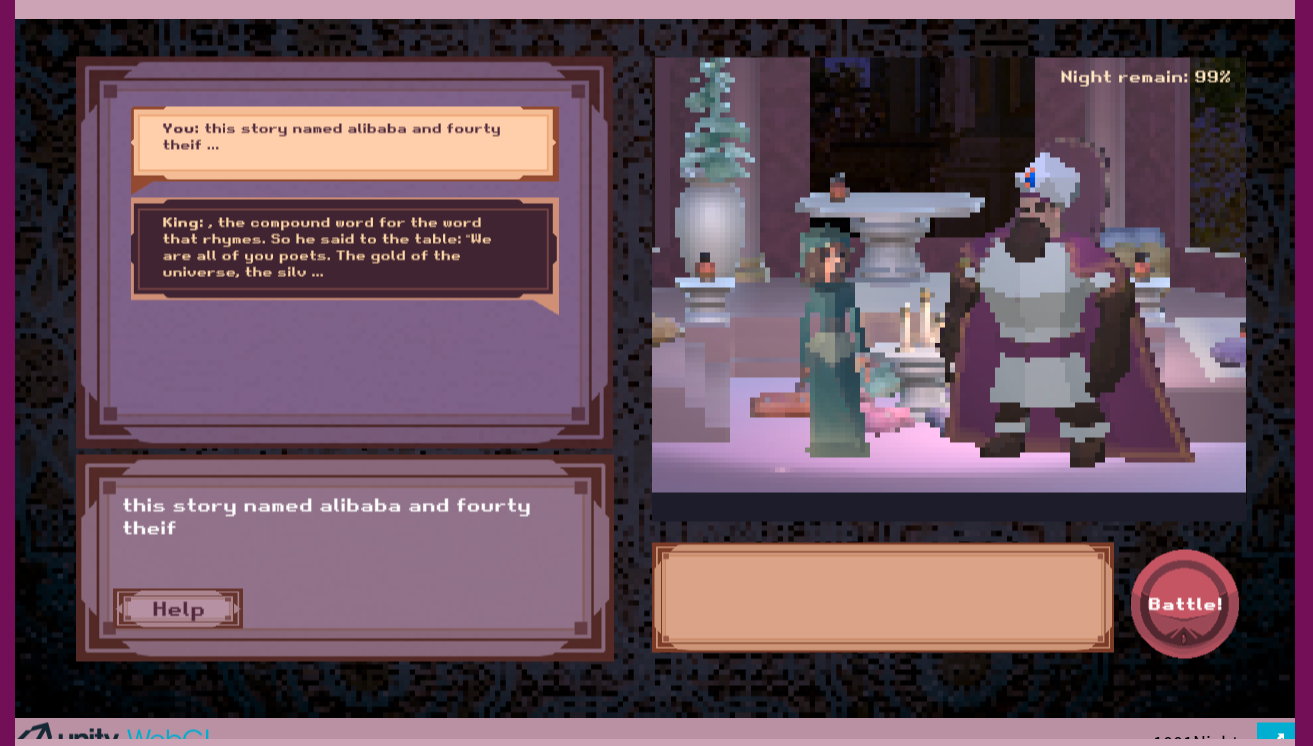 Night remain: 99%
You: this story named alibaba and fourty
theif ...
King: , the compound word for the word
that rhymes. So he said to the table: "We
are all of you poets. The gold of the
universe, the silv ...
this story named alibaba and fourty
theif
Help
Battle!
unity WebGL
1001Night